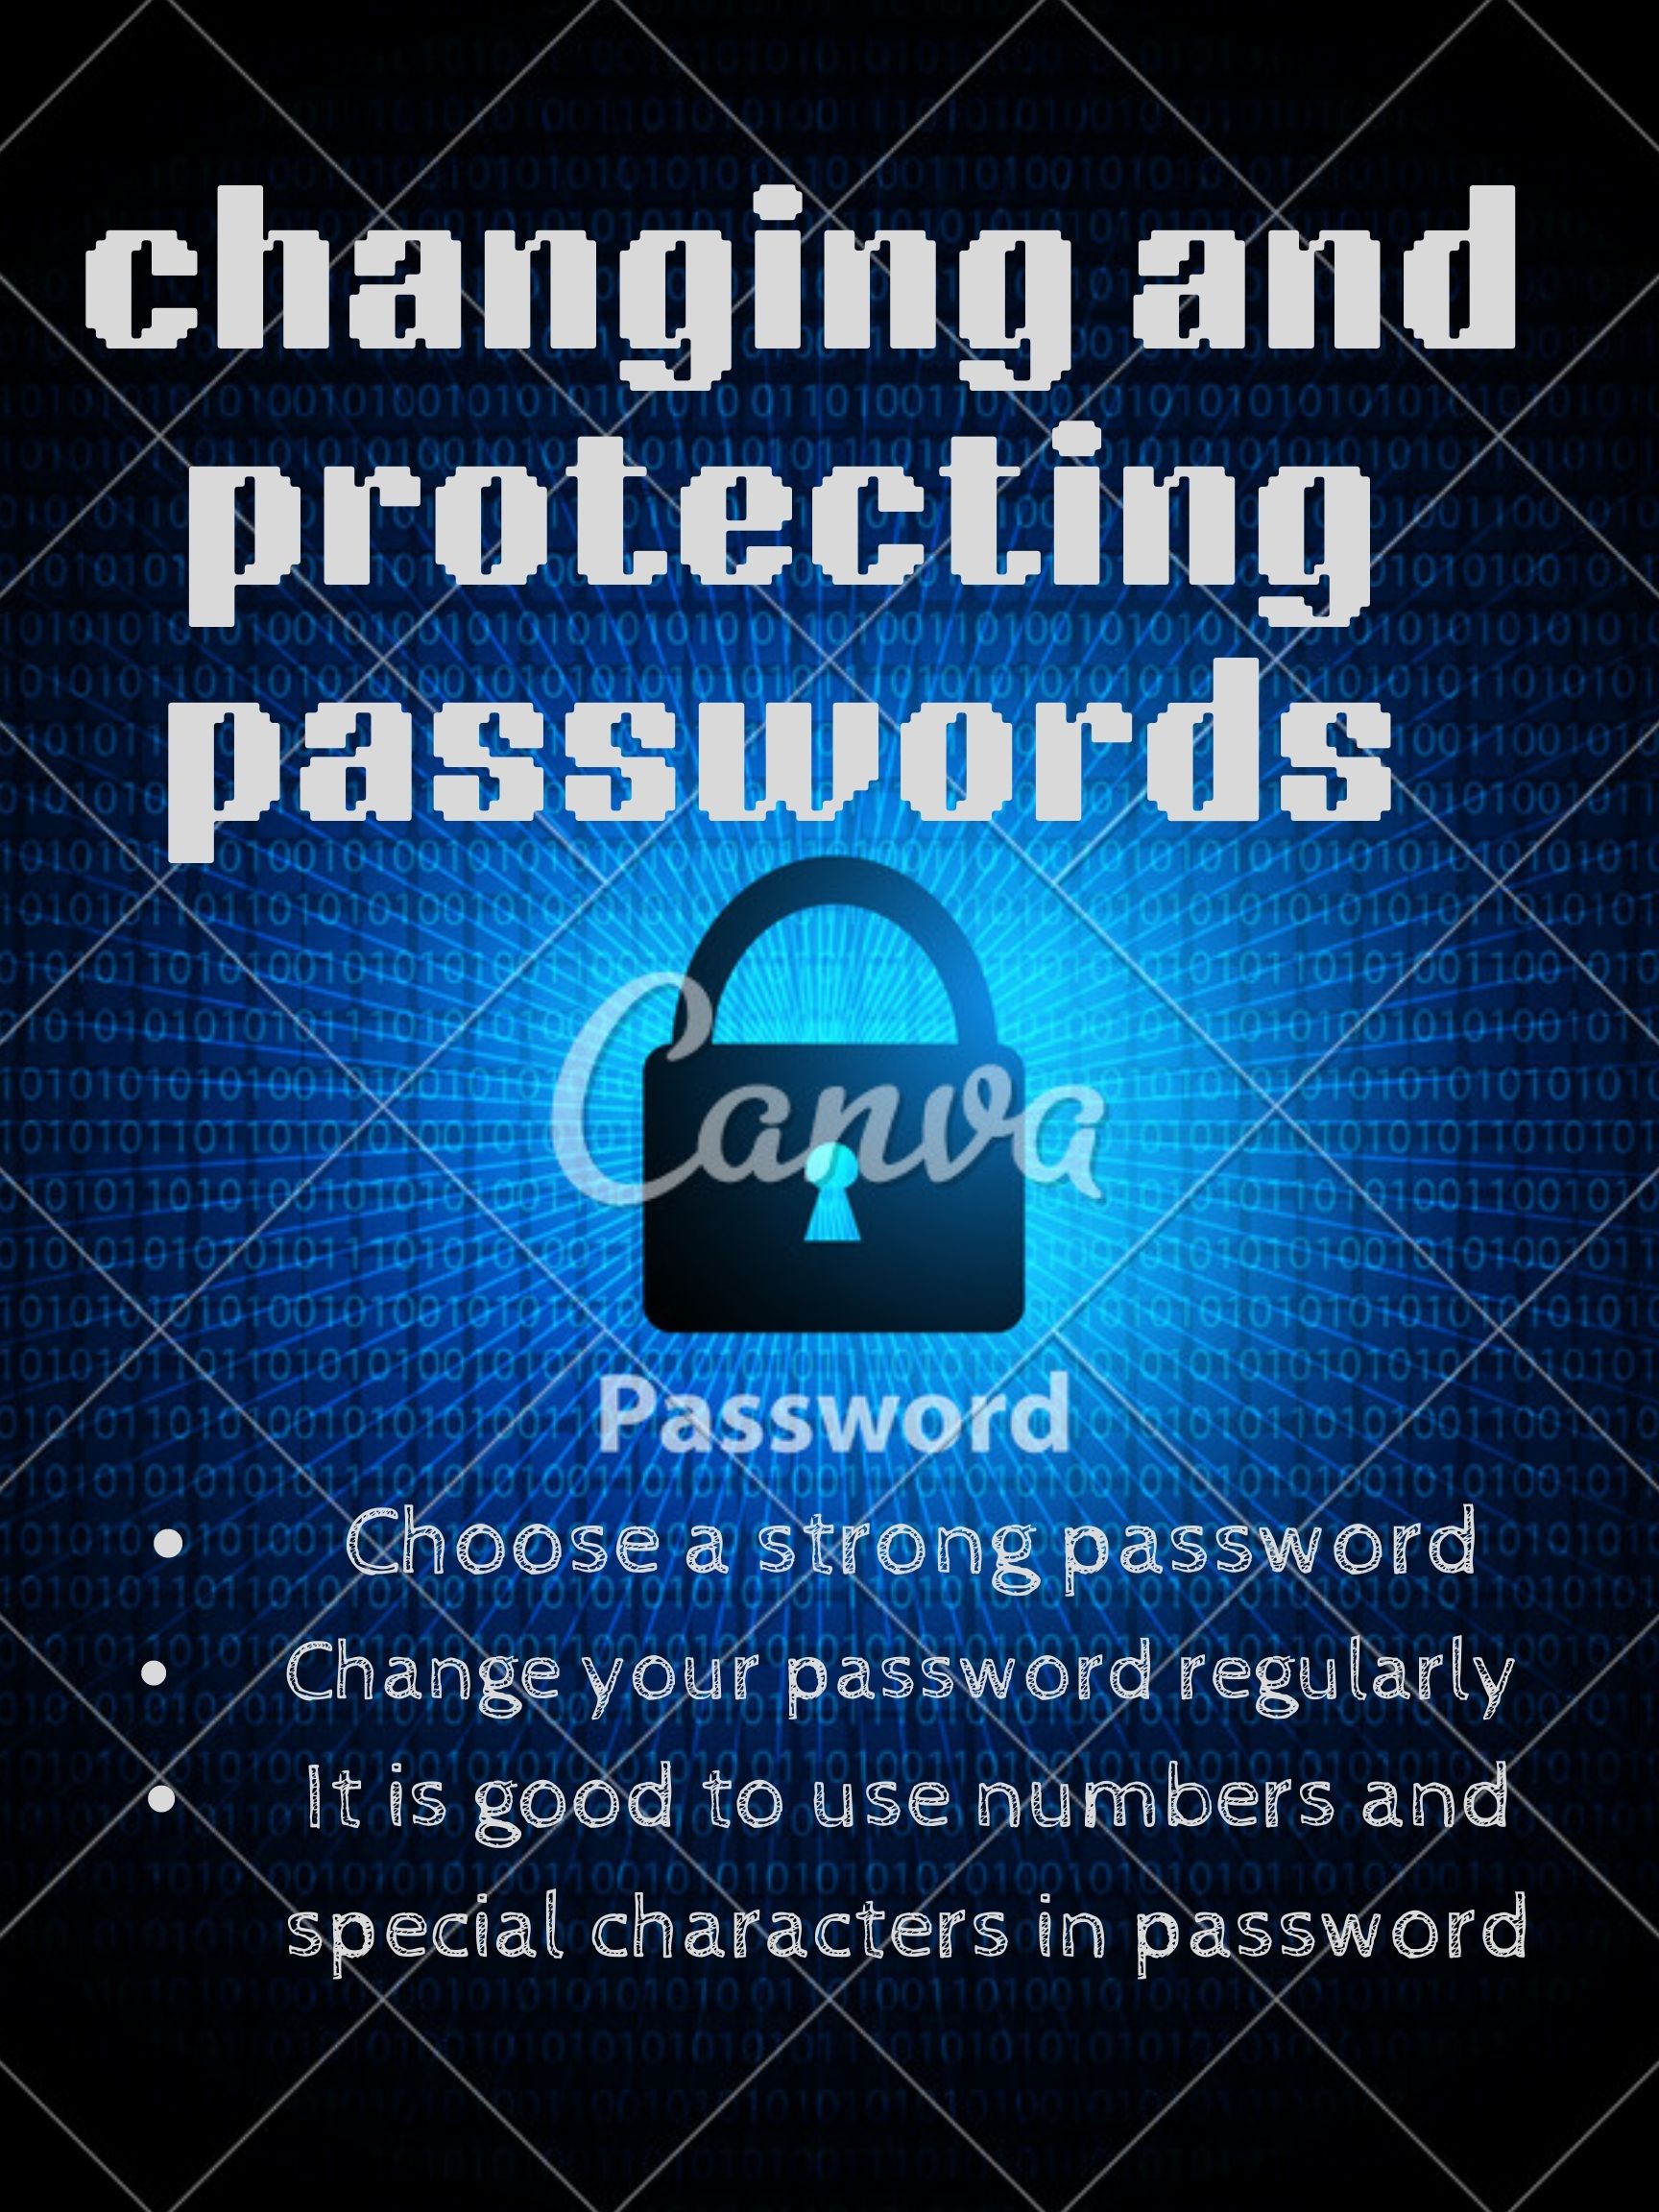 changing and
protecting
passwords
Canva
Password
• Choose a strong password
• Change your password regularly
• It is good to use numbers and
special characters in password